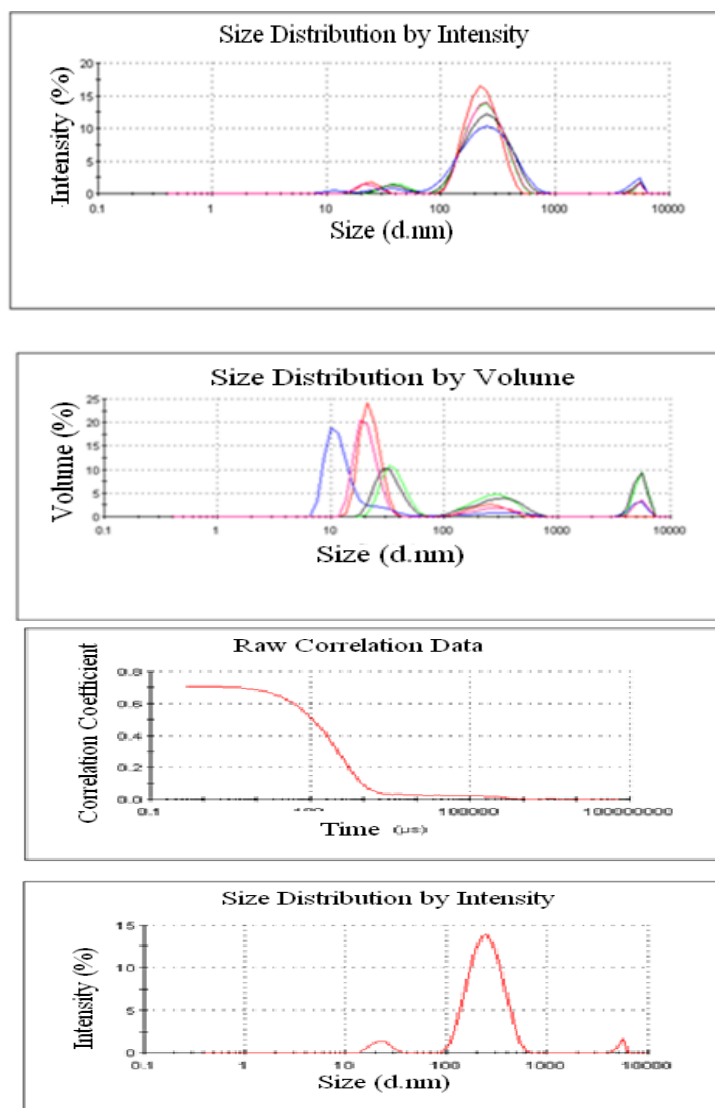 Size Distribution by Intensity
Intensity (%)
20
15
10
5
0
0.1 1 10 100 1000 10000
Size (d.nm)
Size Distribution by Volume
Volume (%)
25
20
15
10
5
0
0.1 1 10 100 1000 10000
Size (d.nm)
Raw Correlation Data
Correlation Coefficient
0.8
0.6
0.4
0.2
0.0
0.1 100 100000 100000000
Time (µs)
Size Distribution by Intensity
Intensity (%)
15
10
5
0
0.1 1 10 100 1000 10000
Size (d.nm)